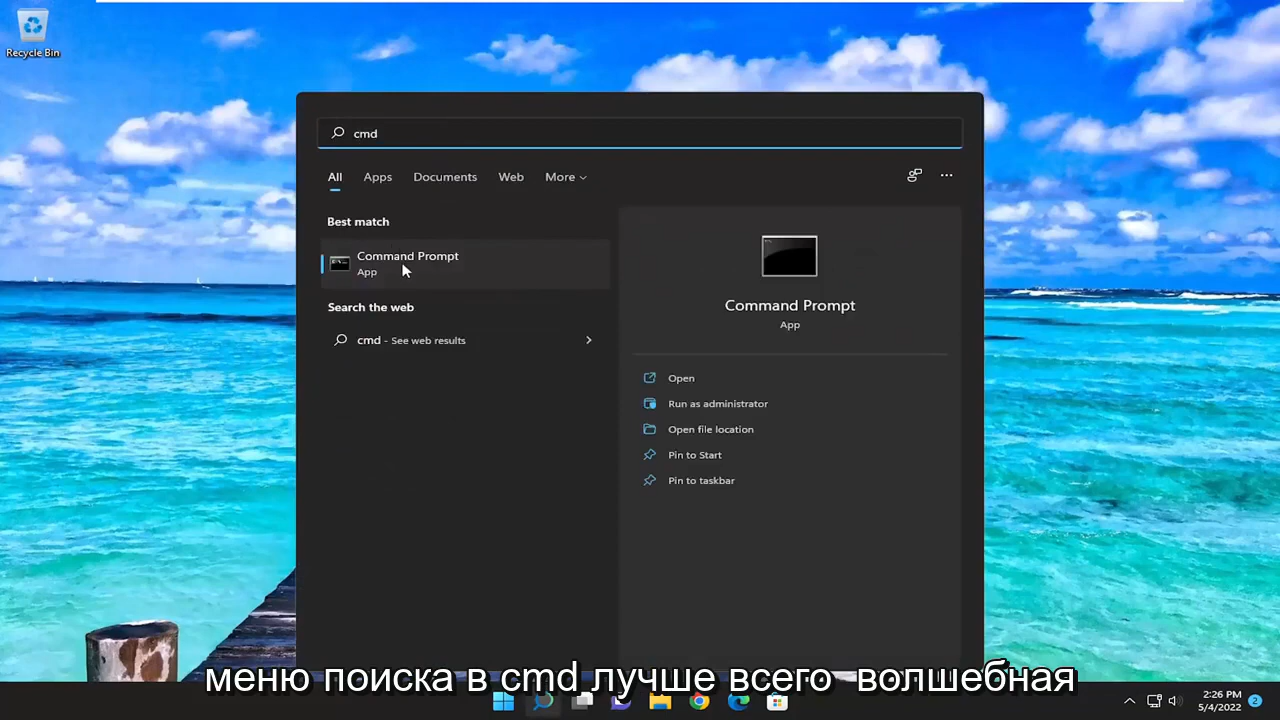 Recycle Bin
cmd
All Apps Documents Web More
Best match
Command Prompt
App
Search the web
cmd - See web results
Command Prompt
App
Open
Run as administrator
Open file location
Pin to Start
Pin to taskbar
меню поиска в cmd лучше всего волшебная
2:26 PM
5/4/2022
2